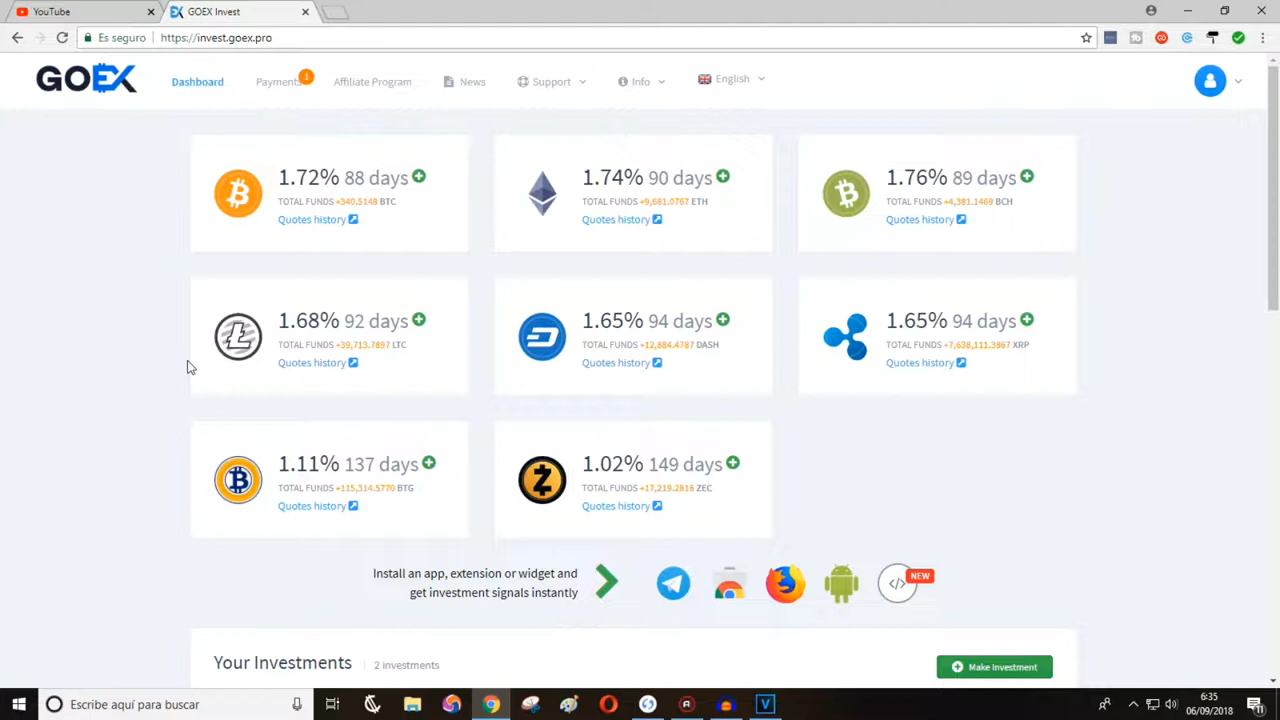 YouTube
GOEX Invest
Es seguro
https://invest.goex.pro
GOEX
Dashboard
Payments
1
Affiliate Program
News
Support
Info
English
1.72% 88 days
TOTAL FUNDS +340.5148 BTC
Quotes history
1.74% 90 days
TOTAL FUNDS +9,681.0767 ETH
Quotes history
1.76% 89 days
TOTAL FUNDS +4,381.1469 BCH
Quotes history
1.68% 92 days
TOTAL FUNDS +39,713.7897 LTC
Quotes history
1.65% 94 days
TOTAL FUNDS +12,884.4787 DASH
Quotes history
1.65% 94 days
TOTAL FUNDS +7,638,111.3867 XRP
Quotes history
1.11% 137 days
TOTAL FUNDS +115,314.5770 BTG
Quotes history
1.02% 149 days
TOTAL FUNDS +17,219.2818 ZEC
Quotes history
Install an app, extension or widget and
get investment signals instantly
NEW
Your Investments
2 investments
Make Investment
Escribe aquí para buscar
6:35
06/09/2018